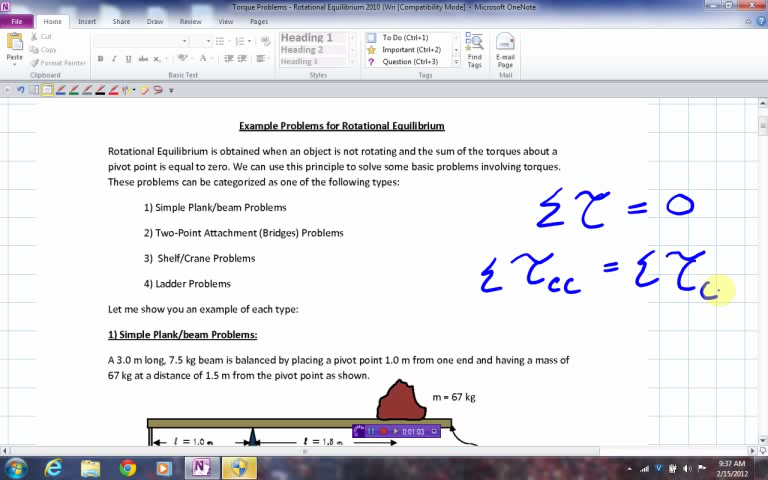 Torque Problems - Rotational Equilibrium 2010 (Wri [Compatibility Mode] - Microsoft OneNote
File Home Insert Share Draw Review View Pages
Paste
Cut
Copy
Format Painter
Clipboard
B I U abc
Basic Text
Heading 1
Heading 2
Heading 3
Styles
To Do (Ctrl+1)
Important (Ctrl+2)
Question (Ctrl+3)
Tags
Find Tags
E-mail Page
Mail
Example Problems for Rotational Equilibrium
Rotational Equilibrium is obtained when an object is not rotating and the sum of the torques about a
pivot point is equal to zero. We can use this principle to solve some basic problems involving torques.
These problems can be categorized as one of the following types:
1) Simple Plank/beam Problems
2) Two-Point Attachment (Bridges) Problems
3) Shelf/Crane Problems
4) Ladder Problems
Σ τ = 0
Σ τcc = Σ τc
Let me show you an example of each type:
1) Simple Plank/beam Problems:
A 3.0 m long, 7.5 kg beam is balanced by placing a pivot point 1.0 m from one end and having a mass of
67 kg at a distance of 1.5 m from the pivot point as shown.
m = 67 kg
0:01:03
l = 1.0 m
l = 1.5 m
9:37 AM
2/15/2012